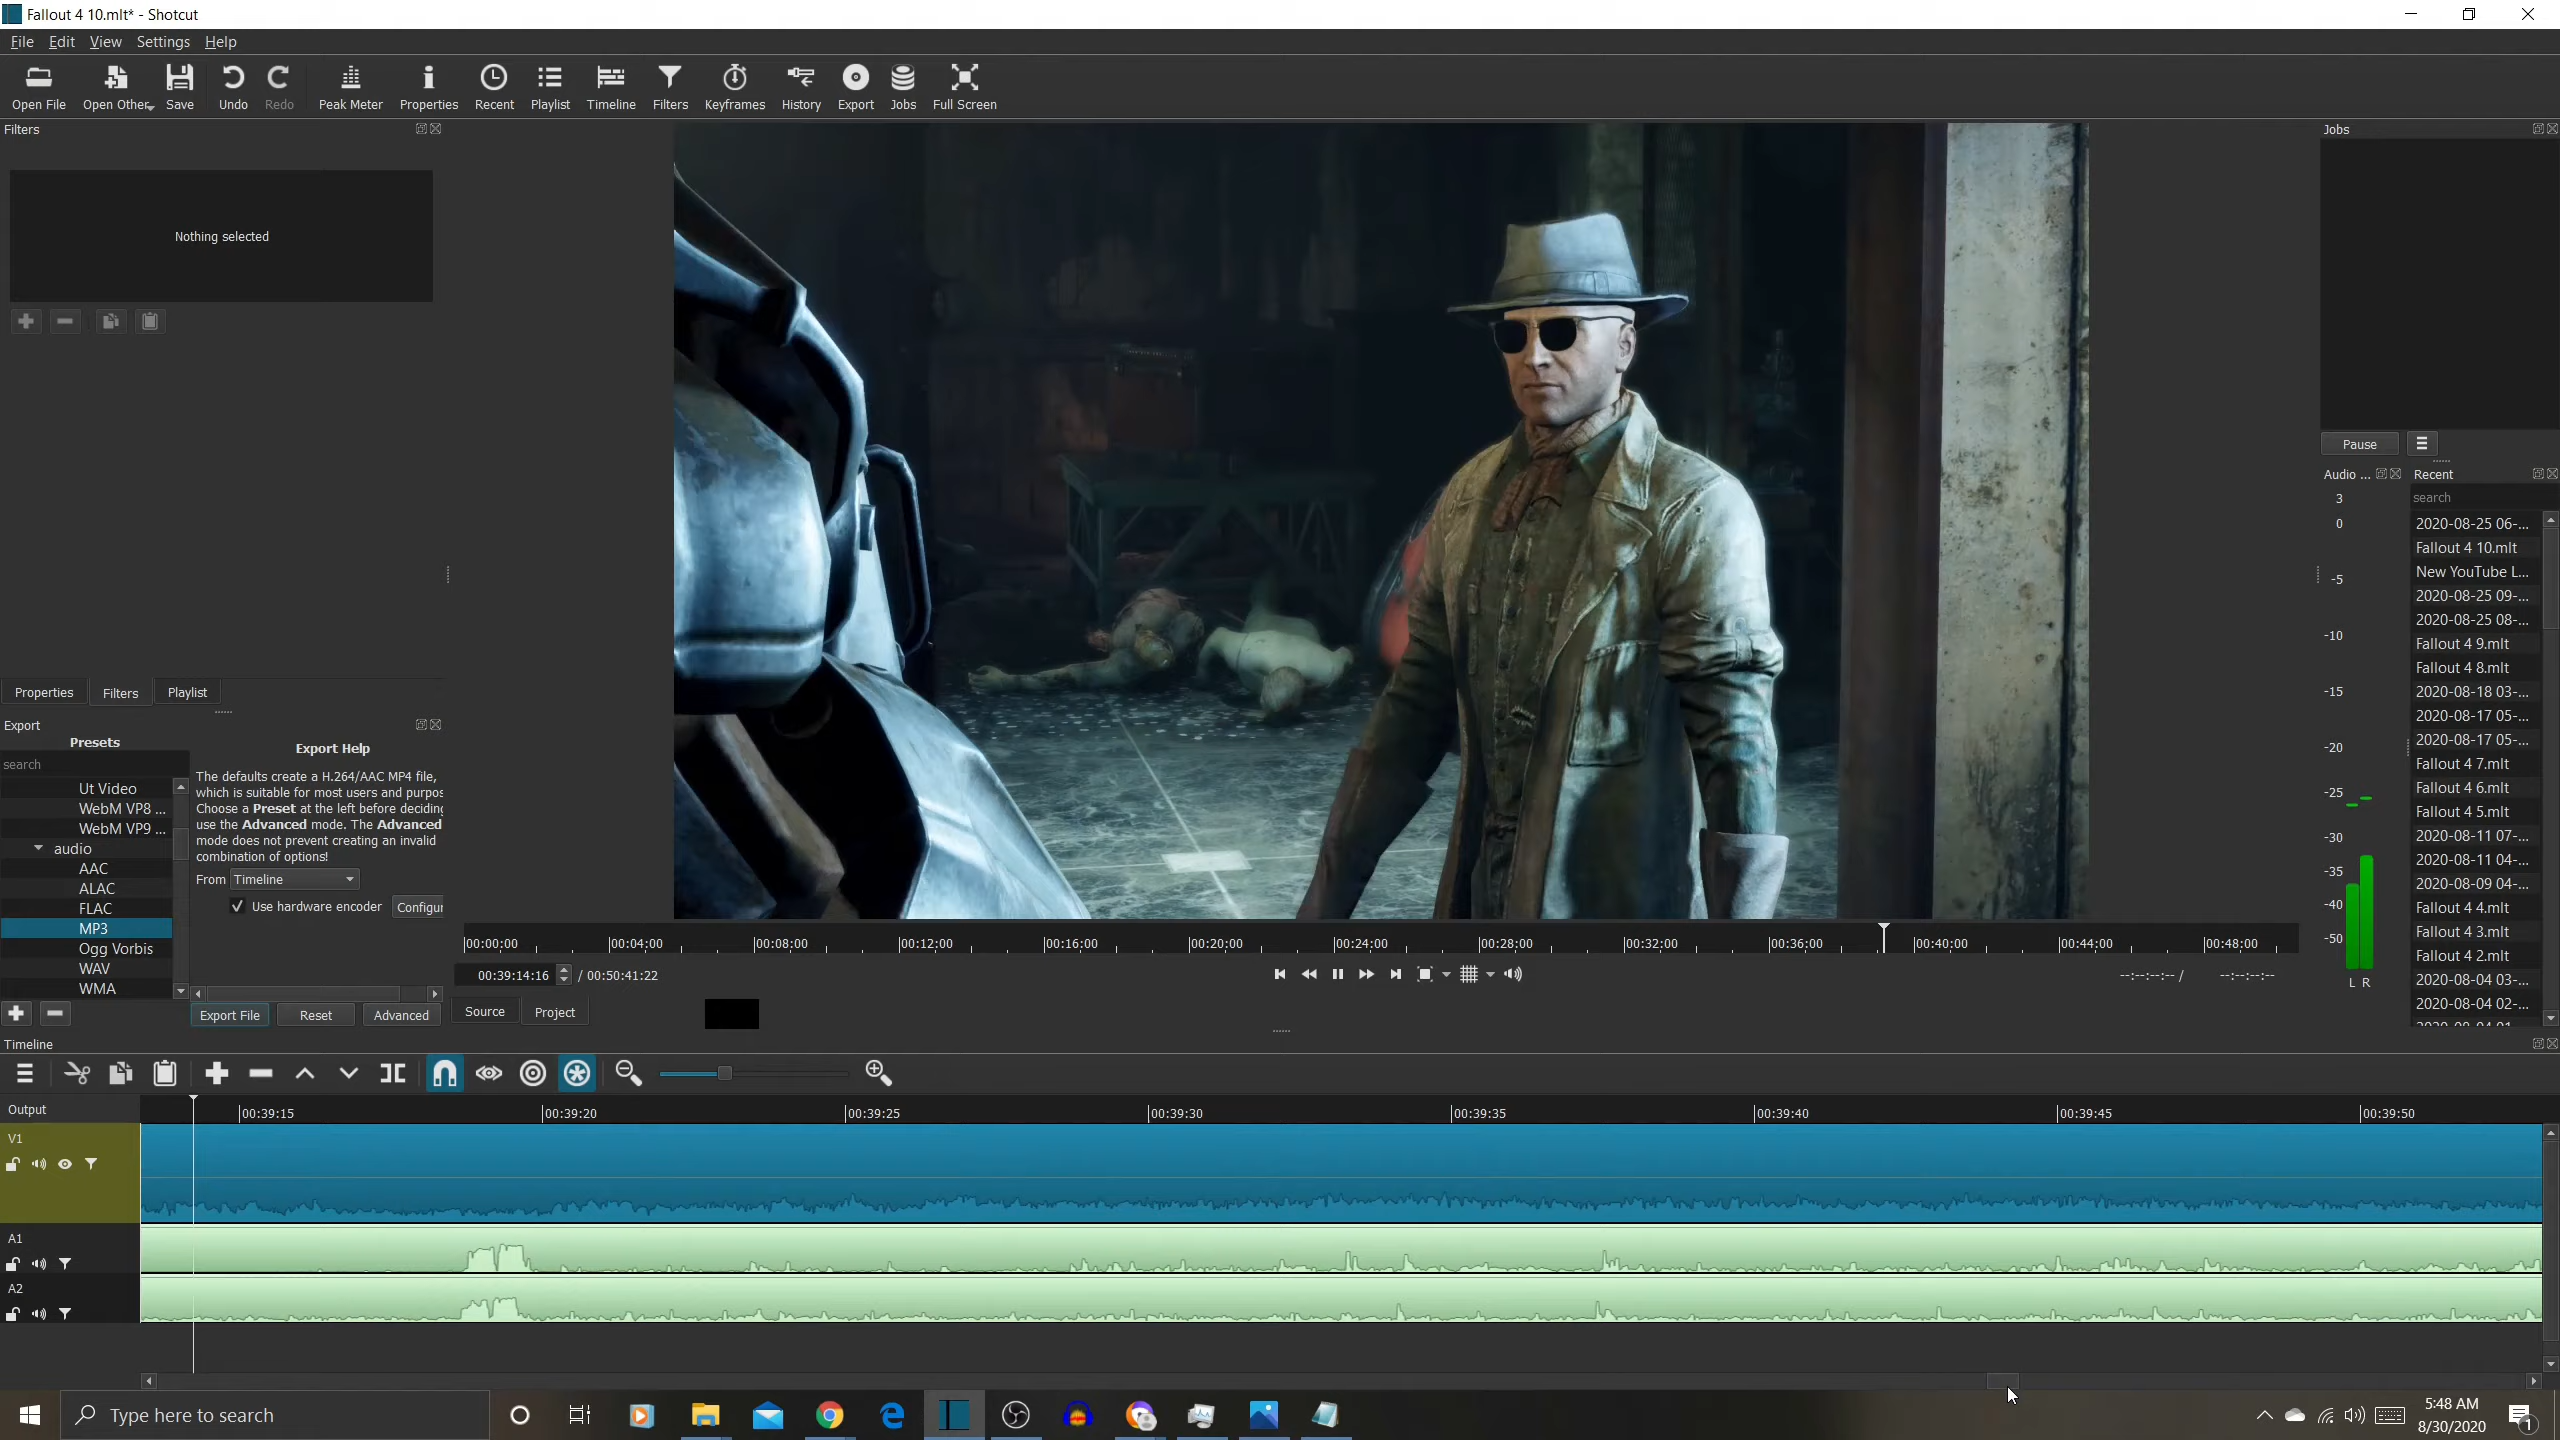 Fallout 4 10.mlt* - Shotcut
File Edit View Settings Help
Open File Open Other Save Undo Redo Peak Meter Properties Recent Playlist Timeline Filters Keyframes History Export Jobs Full Screen
Filters
Nothing selected
Properties Filters Playlist
Export
Presets
search
Ut Video
WebM VP8 ...
WebM VP9 ...
audio
AAC
ALAC
FLAC
MP3
Ogg Vorbis
WAV
WMA
Export Help
The defaults create a H.264/AAC MP4 file,
which is suitable for most users and purpos
Choose a Preset at the left before deciding
use the Advanced mode. The Advanced
mode does not prevent creating an invalid
combination of options!
From Timeline
Use hardware encoder Configur
Export File Reset Advanced
00:00:00 00:04:00 00:08:00 00:12:00 00:16:00 00:20:00 00:24:00 00:28:00 00:32:00 00:36:00 00:40:00 00:44:00 00:48:00
00:39:14:16 / 00:50:41:22
--:--:--:-- / --:--:--:--
Source Project
Jobs
Pause
Audio ...
3
0
-5
-10
-15
-20
-25
-30
-35
-40
-50
L R
Recent
search
2020-08-25 06-...
Fallout 4 10.mlt
New YouTube L...
2020-08-25 09-...
2020-08-25 08-...
Fallout 4 9.mlt
Fallout 4 8.mlt
2020-08-18 03-...
2020-08-17 05-...
2020-08-17 05-...
Fallout 4 7.mlt
Fallout 4 6.mlt
Fallout 4 5.mlt
2020-08-11 07-...
2020-08-11 04-...
2020-08-09 04-...
Fallout 4 4.mlt
Fallout 4 3.mlt
Fallout 4 2.mlt
2020-08-04 03-...
2020-08-04 02-...
Timeline
Output
00:39:15 00:39:20 00:39:25 00:39:30 00:39:35 00:39:40 00:39:45 00:39:50
V1
A1
A2
Type here to search
5:48 AM
8/30/2020
1